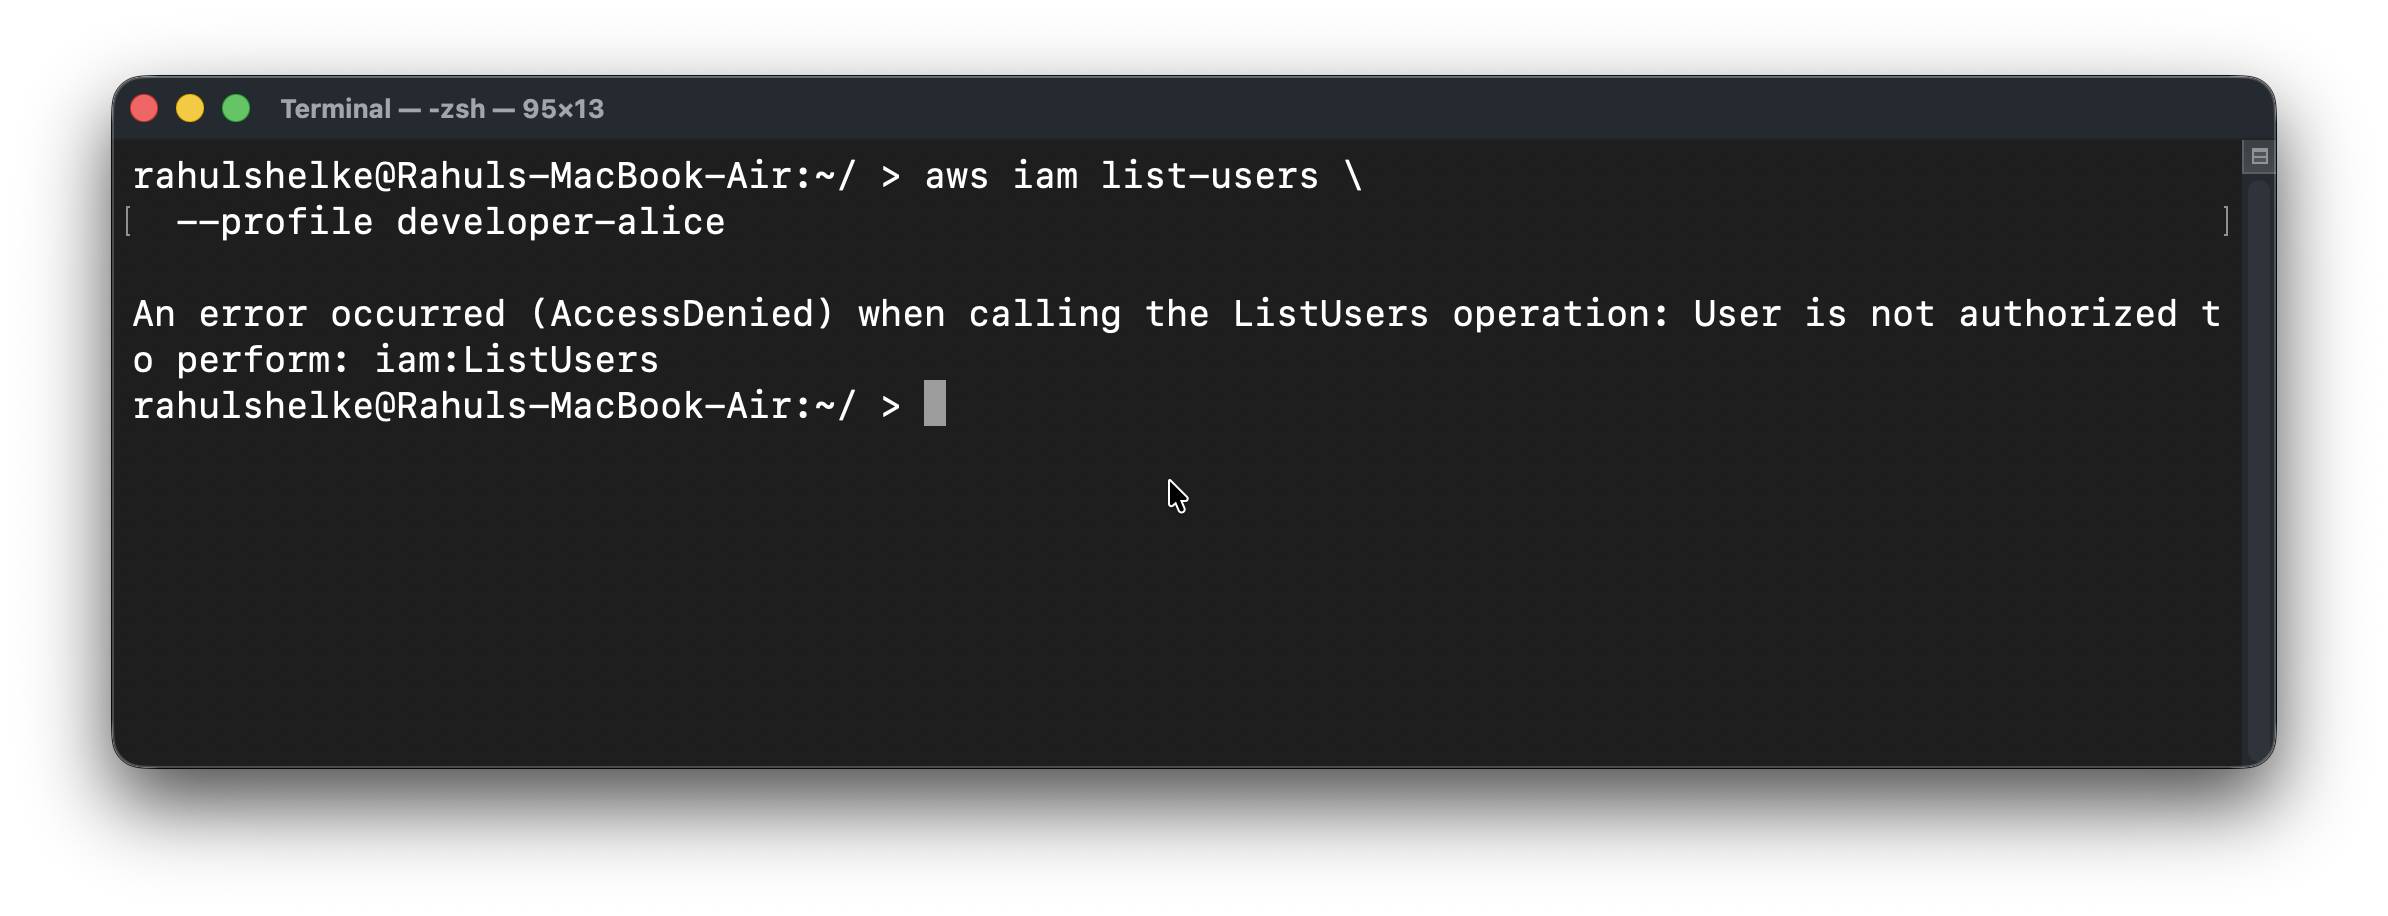 Terminal — -zsh — 95×13
rahulshelke@Rahuls-MacBook-Air:~/ > aws iam list-users \
[  --profile developer-alice ]
An error occurred (AccessDenied) when calling the ListUsers operation: User is not authorized t
o perform: iam:ListUsers
rahulshelke@Rahuls-MacBook-Air:~/ >